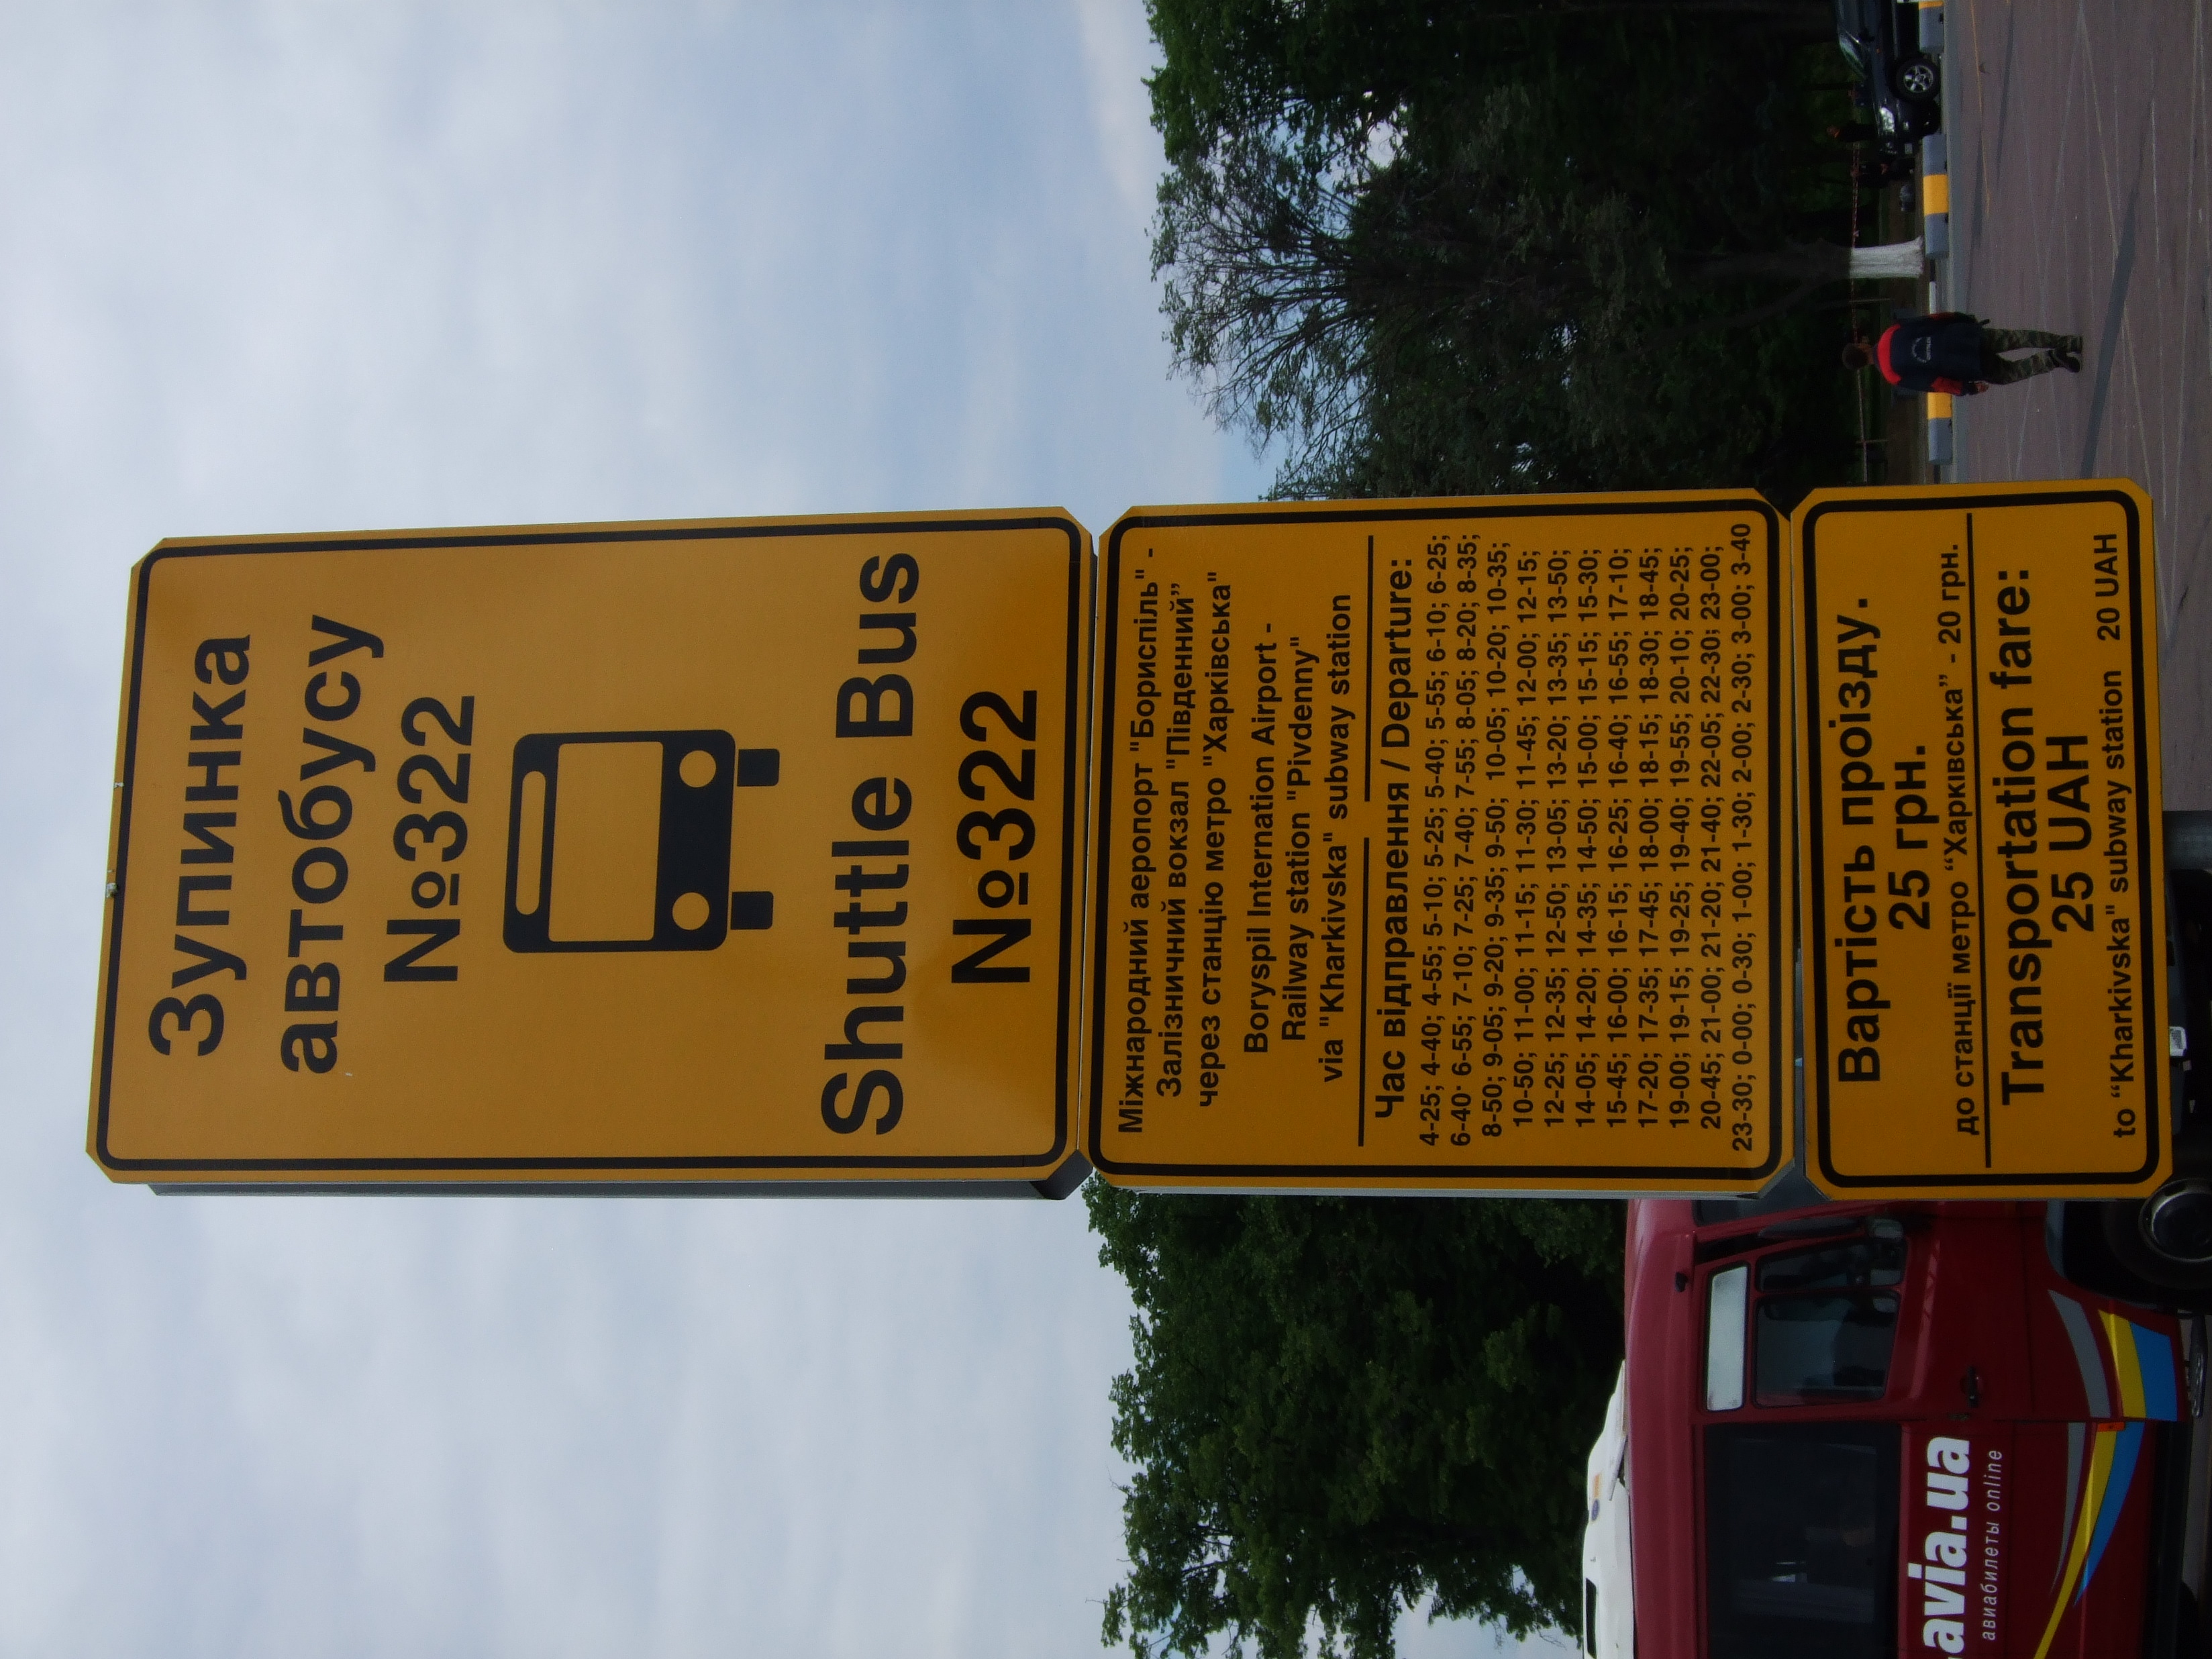 Зупинка
автобусу
№322
Shuttle Bus
№322
Міжнародний аеропорт "Бориспіль" -
Залізничний вокзал "Південний”
через станцію метро "Харківська"
Boryspil Internation Airport -
Railway station "Pivdenny"
via "Kharkivska" subway station
Час відправлення / Departure:
4-25; 4-40; 4-55; 5-10; 5-25; 5-40; 5-55; 6-10; 6-25;
6-40· 6-55; 7-10; 7-25; 7-40; 7-55; 8-05; 8-20; 8-35;
8-50; 9-05; 9-20; 9-35; 9-50; 10-05; 10-20; 10-35;
10-50; 11-00; 11-15; 11-30; 11-45; 12-00; 12-15;
12-25; 12-35; 12-50; 13-05; 13-20; 13-35; 13-50;
14-05; 14-20; 14-35; 14-50; 15-00; 15-15; 15-30;
15-45; 16-00; 16-15; 16-25; 16-40; 16-55; 17-10;
17-20; 17-35; 17-45; 18-00; 18-15; 18-30; 18-45;
19-00; 19-15; 19-25; 19-40; 19-55; 20-10; 20-25;
20-45; 21-00; 21-20; 21-40; 22-05; 22-30; 23-00;
23-30; 0-00; 0-30; 1-00; 1-30; 2-00; 2-30; 3-00; 3-40
Вартість проїзду.
25 грн.
до станції метро “Харківська” - 20 грн.
Transportation fare:
25 UAH
to “Kharkivska" subway station 20 UAH
avia.ua
авиабилеты online